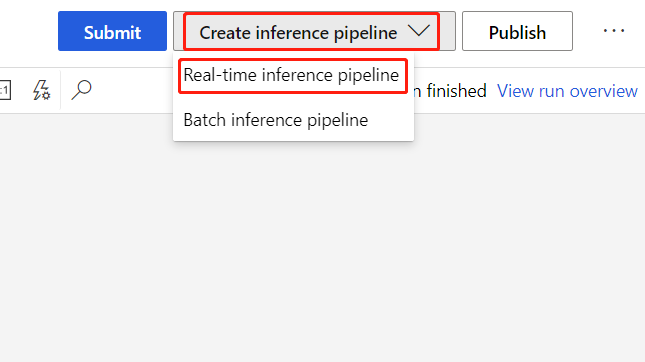 Submit Create inference pipeline Publish ...
Real-time inference pipeline
finished View run overview
Batch inference pipeline